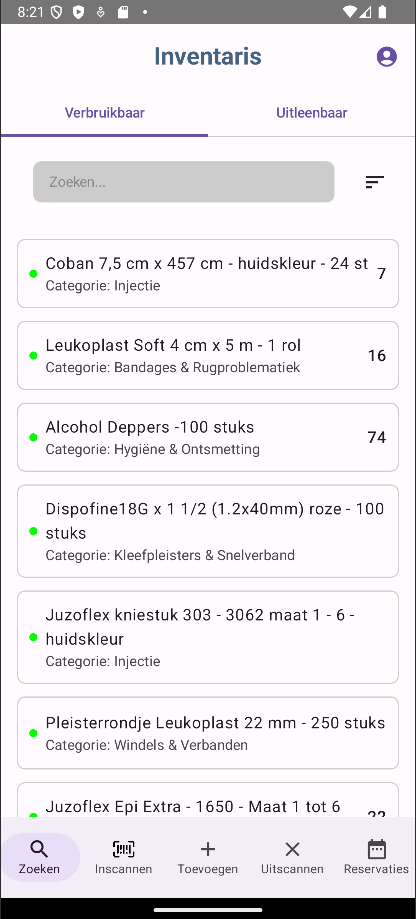 8:21
Inventaris
Verbruikbaar Uitleenbaar
Zoeken...
Coban 7,5 cm x 457 cm - huidskleur - 24 st 7
Categorie: Injectie
Leukoplast Soft 4 cm x 5 m - 1 rol 16
Categorie: Bandages & Rugproblematiek
Alcohol Deppers -100 stuks 74
Categorie: Hygiëne & Ontsmetting
Dispofine18G x 1 1/2 (1.2x40mm) roze - 100
stuks
Categorie: Kleefpleisters & Snelverband
Juzoflex kniestuk 303 - 3062 maat 1 - 6 -
huidskleur
Categorie: Injectie
Pleisterrondje Leukoplast 22 mm - 250 stuks
Categorie: Windels & Verbanden
Juzoflex Epi Extra - 1650 - Maat 1 tot 6
Zoeken Inscannen Toevoegen Uitscannen Reservaties